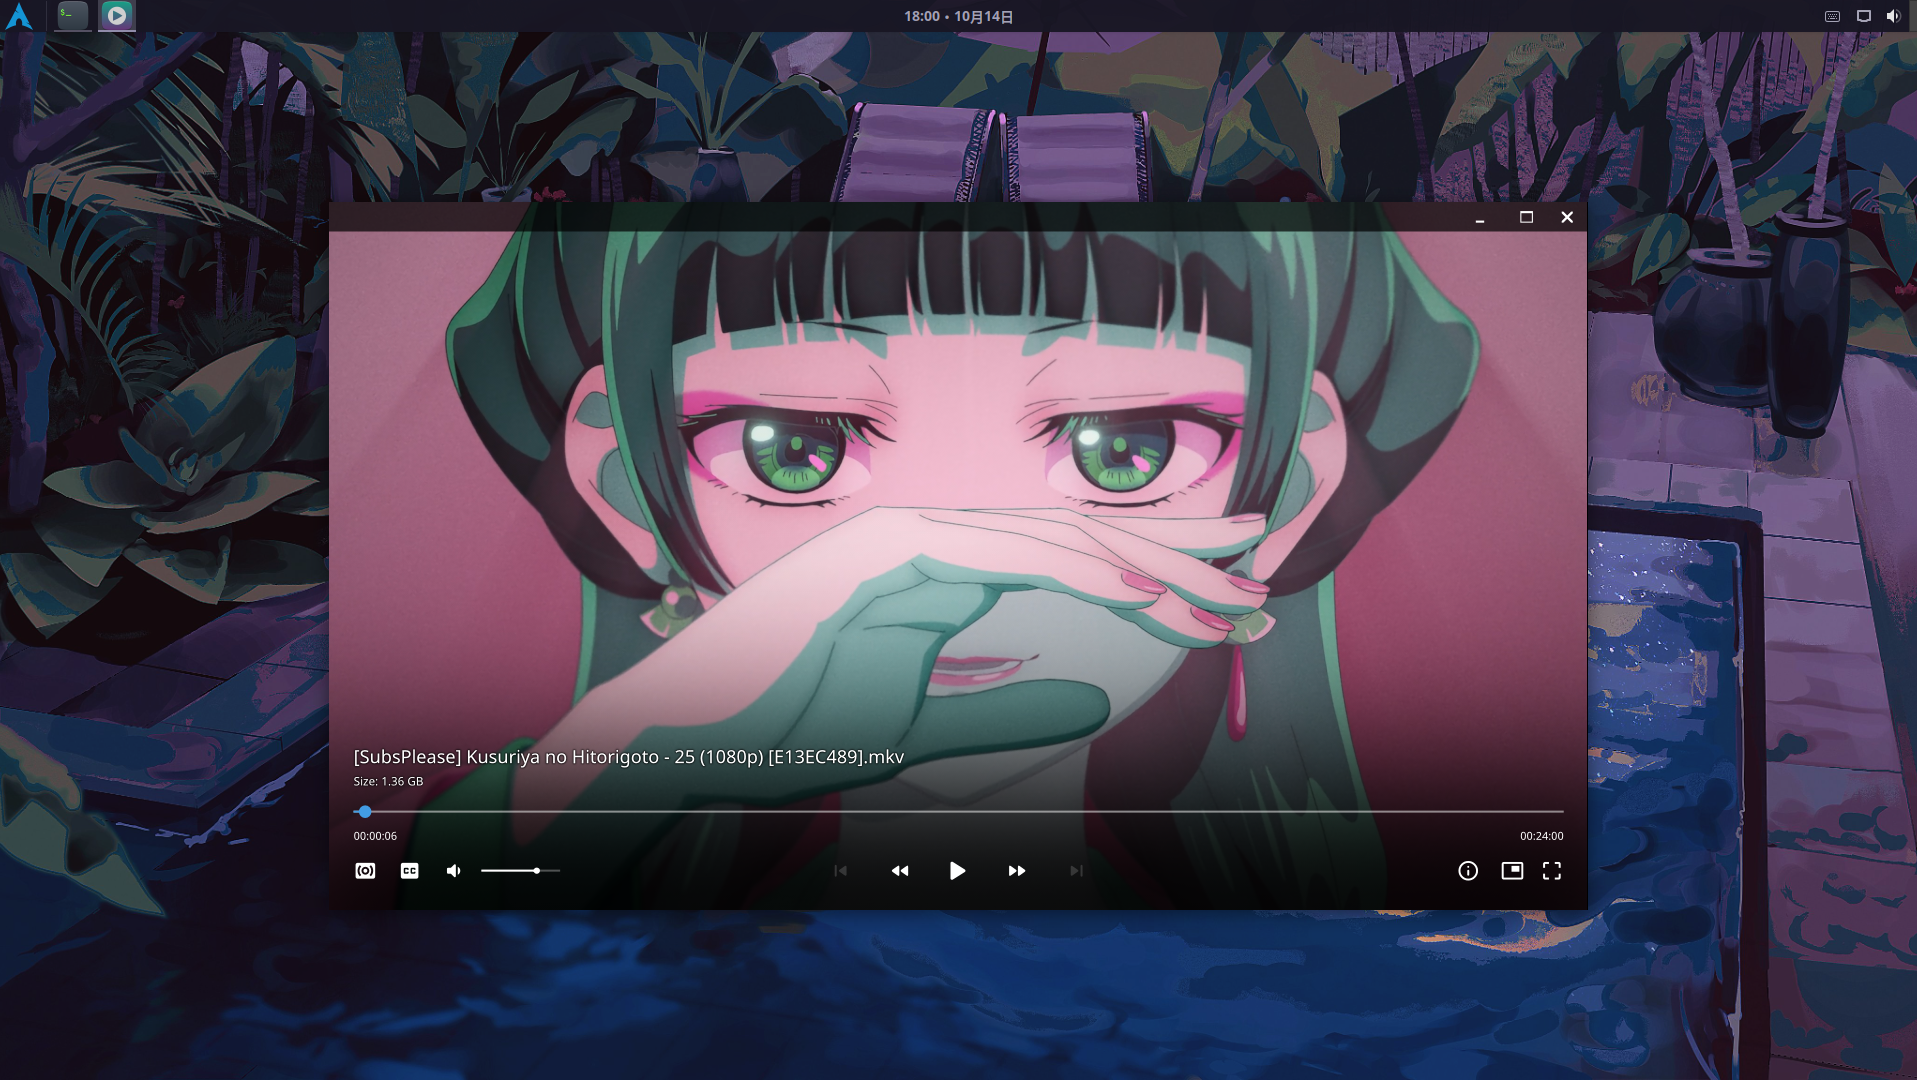 18:00 • 10月14日
[SubsPlease] Kusuriya no Hitorigoto - 25 (1080p) [E13EC489].mkv
Size: 1.36 GB
00:00:06
00:24:00
CC